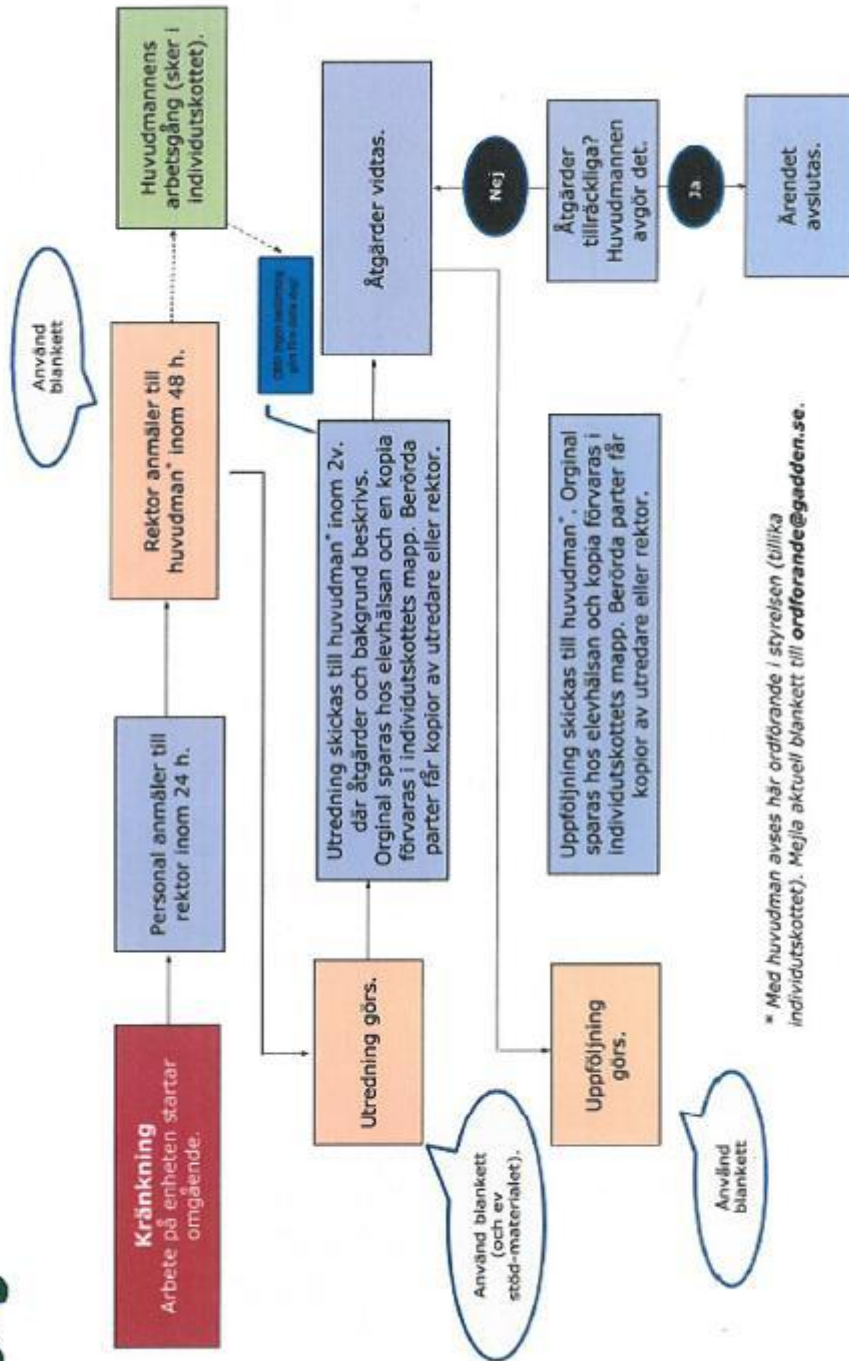 Kränkning
Arbete på enheten startar
omgående.
Personal anmäler till
rektor inom 24 h.
Använd
blankett
Rektor anmäler till
huvudman* inom 48 h.
Huvudmannens
arbetsgång (sker i
individutskottet).
Utredning görs.
Använd blankett
(och ev
stöd-materialet).
Utredning skickas till huvudman* inom 2v.
där åtgärder och bakgrund beskrivs.
Orginal sparas hos elevhälsan och en kopia
förvaras i individutskottets mapp. Berörda
parter får kopior av utredare eller rektor.
Åtgärder vidtas.
Uppföljning
görs.
Använd
blankett
Uppföljning skickas till huvudman*. Orginal
sparas hos elevhälsan och kopia förvaras i
individutskottets mapp. Berörda parter får
kopior av utredare eller rektor.
Nej
Åtgärder
tillräckliga?
Huvudmannen
avgör det.
Ja
Ärendet
avslutas.
* Med huvudman avses här ordförande i styrelsen (tillika
individutskottet). Mejla aktuell blankett till ordforande@gadden.se.